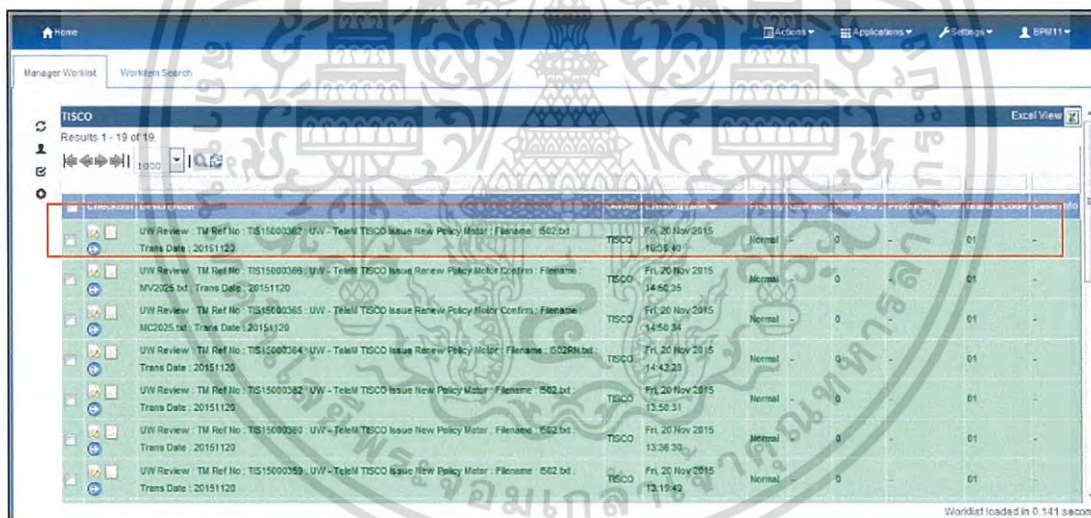 Home Actions Applications Settings BPM11
Manager Worklist Workitem Search
TISCO Excel View
Results 1 - 19 of 19
1000
UW Review : TM Ref No : : UW - TeleM TISCO Issue New Policy Motor : Filename : I502.txt :
Trans Date : 20151120
TISCO
Fri, 20 Nov 2015
Normal - 0 - 01 -
UW Review : TM Ref No : TIS15000366 : UW - TeleM TISCO Issue Renew Policy Motor Confirm : Filename :
MV2025.txt : Trans Date : 20151120
TISCO
Fri, 20 Nov 2015
14:50:35
Normal - 0 - 01 -
UW Review : TM Ref No : TIS15000365 : UW - TeleM TISCO Issue Renew Policy Motor Confirm : Filename :
MC2025.txt : Trans Date : 20151120
TISCO
Fri, 20 Nov 2015
14:50:34
Normal - 0 - 01 -
UW Review : TM Ref No : TIS15000364 : UW - TeleM TISCO Issue Renew Policy Motor : Filename : I502RN.txt :
Trans Date : 20151120
TISCO
Fri, 20 Nov 2015
14:43:23
Normal - 0 - 01 -
UW Review : TM Ref No : TIS15000362 : UW - TeleM TISCO Issue New Policy Motor : Filename : I502.txt :
Trans Date : 20151120
TISCO
Fri, 20 Nov 2015
13:50:31
Normal - 0 - 01 -
UW Review : TM Ref No : TIS15000360 : UW - TeleM TISCO Issue New Policy Motor : Filename : I502.txt :
Trans Date : 20151120
TISCO
Fri, 20 Nov 2015
13:36:30
Normal - 0 - 01 -
UW Review : TM Ref No : TIS15000359 : UW - TeleM TISCO Issue New Policy Motor : Filename : I502.txt :
Trans Date : 20151120
TISCO
Fri, 20 Nov 2015
13:19:43
Normal - 0 - 01 -
Worklist loaded in 0.141 second